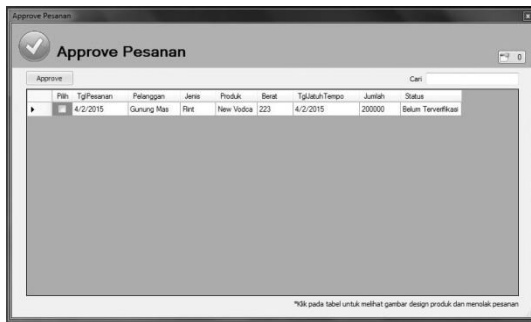 Approve Pesanan
Approve Pesanan
0
Approve
Cari
Pilih TglPesanan Pelanggan Jenis Produk Berat TglJatuhTempo Jumlah Status
4/2/2015 Gunung Mas Flint New Vodca 223 4/2/2015 200000 Belum Terverifikasi
*Klik pada tabel untuk melihat gambar design produk dan menolak pesanan